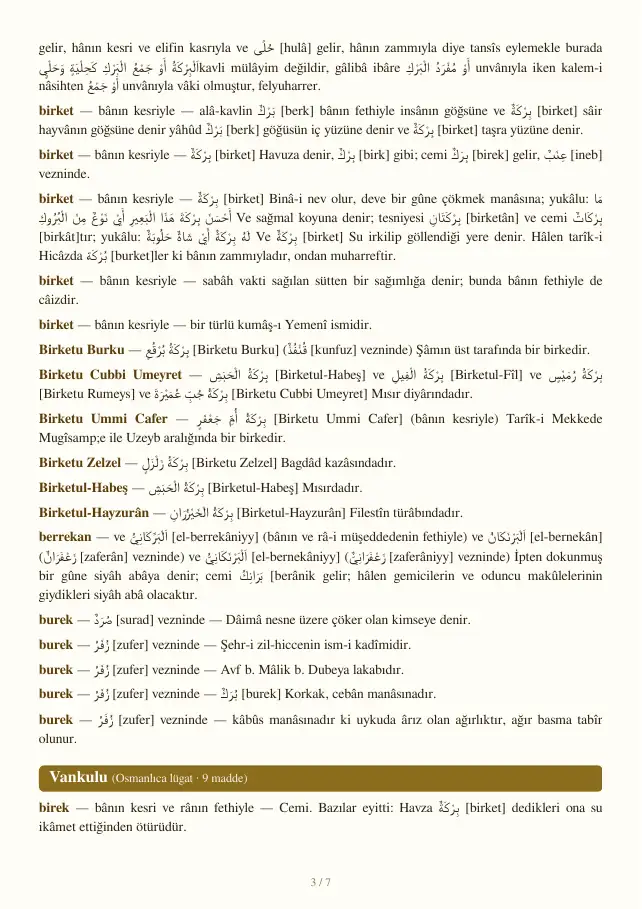 gelir, hânın kesri ve elifin kasrıyla ve حُلًى [hulâ] gelir, hânın zammıyla diye tansîs eylemekle burada
اَلْبِرْكَةُ أَوْ جَمْعُ الْبَرْكِ كَحِلْيَةٍ وَحُلِّيٍ kavli mülâyim değildir, gâlibâ ibâre أَوْ مُفْرَدُ الْبَرْكِ unvânıyla iken kalem-i
nâsihten أَوْ جَمْعُ unvânıyla vâki olmuştur, felyuharrer.
birket — bânın kesriyle — alâ-kavlin بَرْكٌ [berk] bânın fethiyle insânın göğsüne ve بِرْكَةٌ [birket] sâir
hayvânın göğsüne denir yâhûd بَرْكٌ [berk] göğüsün iç yüzüne denir ve بِرْكَةٌ [birket] taşra yüzüne denir.
birket — bânın kesriyle — بِرْكَةٌ [birket] Havuza denir, بِرْكٌ [birk] gibi; cemi بِرَكٌ [birek] gelir, عِنَبٌ [ineb]
vezninde.
birket — bânın kesriyle — بِرْكَةٌ [birket] Binâ-i nev olur, deve bir gûne çökmek manâsına; yukâlu: مَا
أَحْسَنَ بِرْكَةَ هَذَا الْبَعِيرِ أَيْ نَوْعٌ مِنَ الْبُرُوكِ Ve sağmal koyuna denir; tesniyesi بِرْكَتَانِ [birketân] ve cemi بِرْكَاتٌ
[birkât]tır; yukâlu: لَهُ بِرْكَةٌ أَيْ شَاةٌ حَلُوبَةٌ Ve بِرْكَةٌ [birket] Su irkilip göllendiği yere denir. Hâlen tarîk-i
Hicâzda بُرْكَة [burket]ler ki bânın zammıyladır, ondan muharreftir.
birket — bânın kesriyle — sabâh vakti sağılan sütten bir sağımlığa denir; bunda bânın fethiyle de
câizdir.
birket — bânın kesriyle — bir türlü kumâş-ı Yemenî ismidir.
Birketu Burku — بِرْكَةُ بُرْقُعٍ [Birketu Burku] (قُنْفُذٌ [kunfuz] vezninde) Şâmın üst tarafında bir birkedir.
Birketu Cubbi Umeyret — بِرْكَةُ الْحَبَشِ [Birketul-Habeş] ve بِرْكَةُ الْفِيلِ [Birketul-Fîl] ve بِرْكَةُ رُمَيْسٍ
[Birketu Rumeys] ve بِرْكَةُ جُبِّ عُمَيْرَةَ [Birketu Cubbi Umeyret] Mısır diyârındadır.
Birketu Ummi Cafer — بِرْكَةُ أُمِّ جَعْفَرٍ [Birketu Ummi Cafer] (bânın kesriyle) Tarîk-i Mekkede
Mugîsamp;e ile Uzeyb aralığında bir birkedir.
Birketu Zelzel — بِرْكَةُ زَلْزَلٍ [Birketu Zelzel] Bagdâd kazâsındadır.
Birketul-Habeş — بِرْكَةُ الْحَبَشِ [Birketul-Habeş] Mısırdadır.
Birketul-Hayzurân — بِرْكَةُ الْخَيْزُرَانِ [Birketul-Hayzurân] Filestîn türâbındadır.
berrekan — ve اَلْبَرَّكَانِيُّ [el-berrekâniyy] (bânın ve râ-i müşeddedenin fethiyle) ve اَلْبَرْنَكَانُ [el-bernekân]
(زَعْفَرَانٌ [zaferân] vezninde) ve اَلْبَرْنَكَانِيُّ [el-bernekâniyy] (زَعْفَرَانِيٌّ [zaferâniyy] vezninde) İpten dokunmuş
bir gûne siyâh abâya denir; cemi بَرَانِكُ [berânik gelir; hâlen gemicilerin ve oduncu makûlelerinin
giydikleri siyâh abâ olacaktır.
burek — صُرَدٌ [surad] vezninde — Dâimâ nesne üzere çöker olan kimseye denir.
burek — زُفَرُ [zufer] vezninde — Şehr-i zil-hiccenin ism-i kadîmidir.
burek — زُفَرُ [zufer] vezninde — Avf b. Mâlik b. Dubeya lakabıdır.
burek — زُفَرُ [zufer] vezninde — بُرَكٌ [burek] Korkak, cebân manâsınadır.
burek — زُفَرُ [zufer] vezninde — kâbûs manâsınadır ki uykuda ârız olan ağırlıktır, ağır basma tabîr
olunur.
Vankulu (Osmanlıca lügat · 9 madde)
birek — bânın kesri ve rânın fethiyle — Cemi. Bazılar eyitti: Havza بِرْكَةٌ [birket] dedikleri ona su
ikâmet ettiğinden ötürüdür.
3 / 7